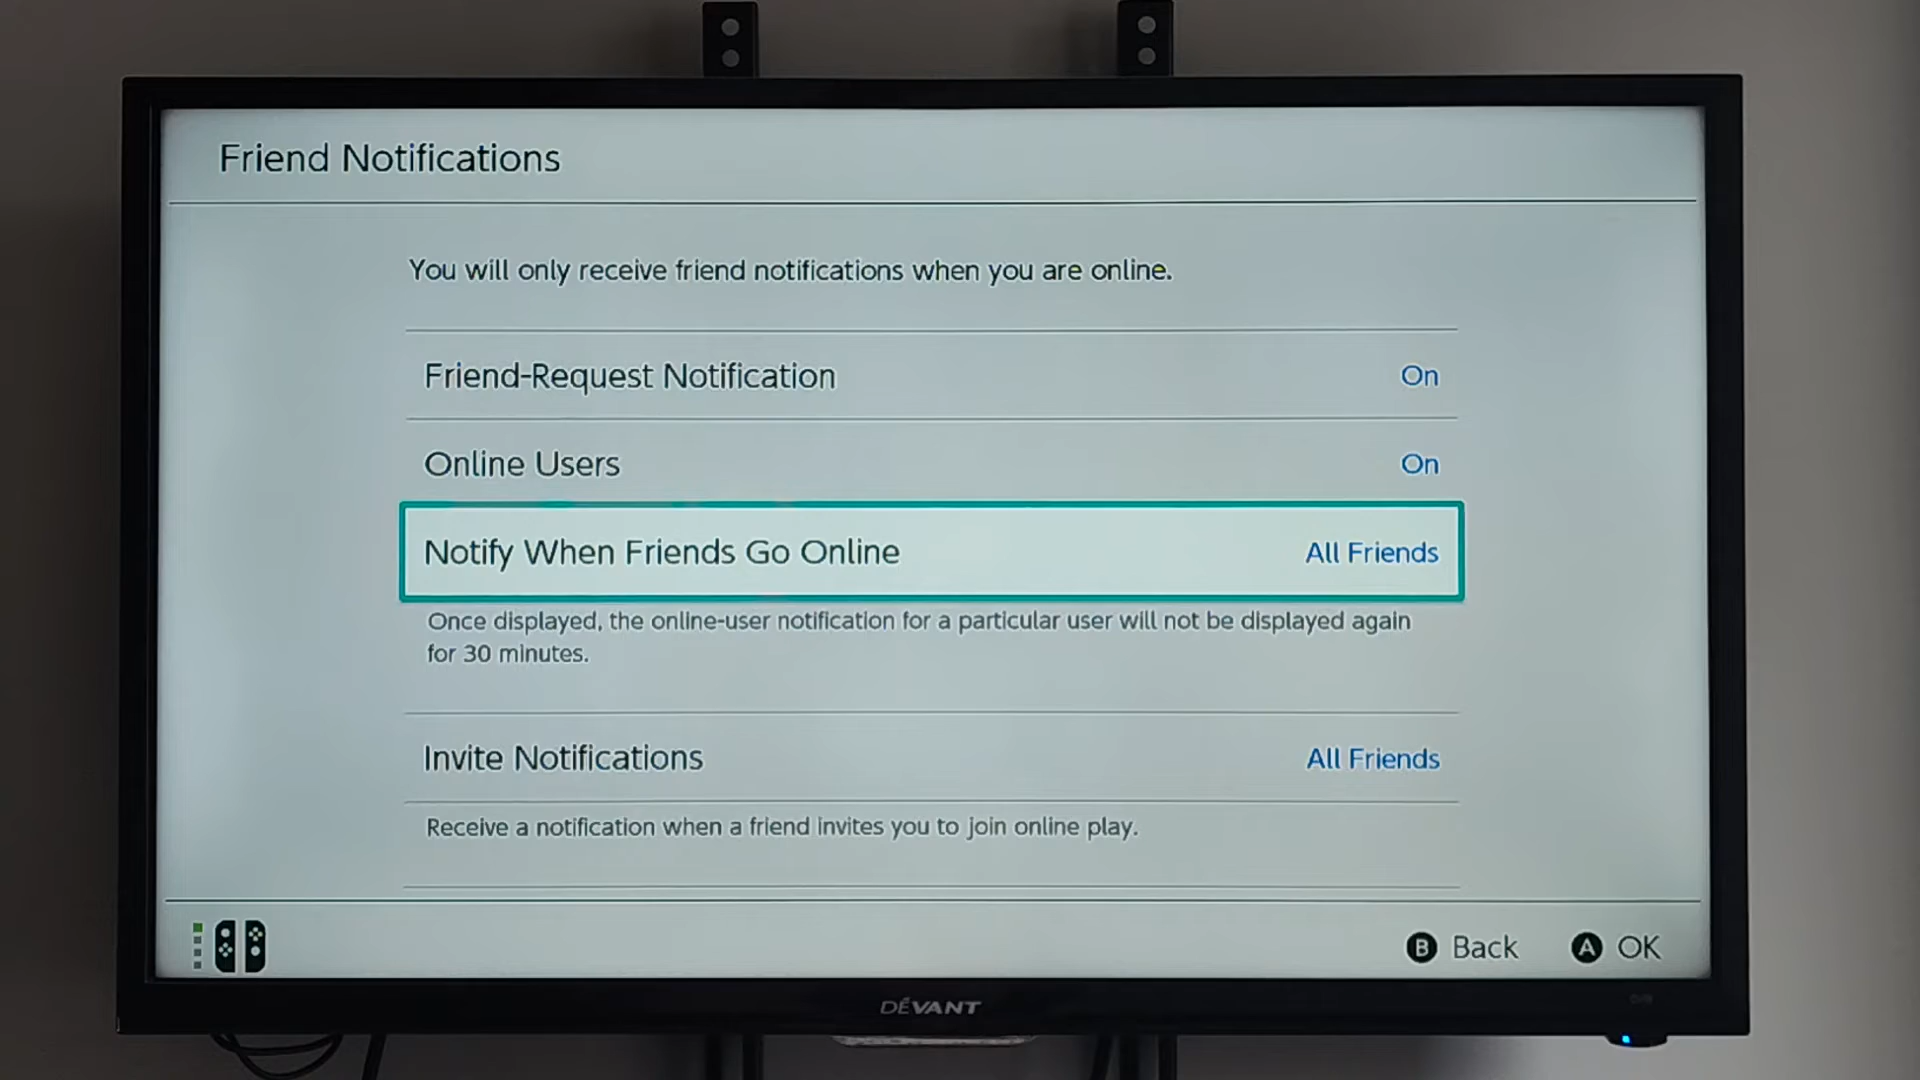 Friend Notifications
You will only receive friend notifications when you are online.
Friend-Request Notification On
Online Users On
Notify When Friends Go Online All Friends
Once displayed, the online-user notification for a particular user will not be displayed again
for 30 minutes.
Invite Notifications All Friends
Receive a notification when a friend invites you to join online play.
B Back A OK
DÉVANT